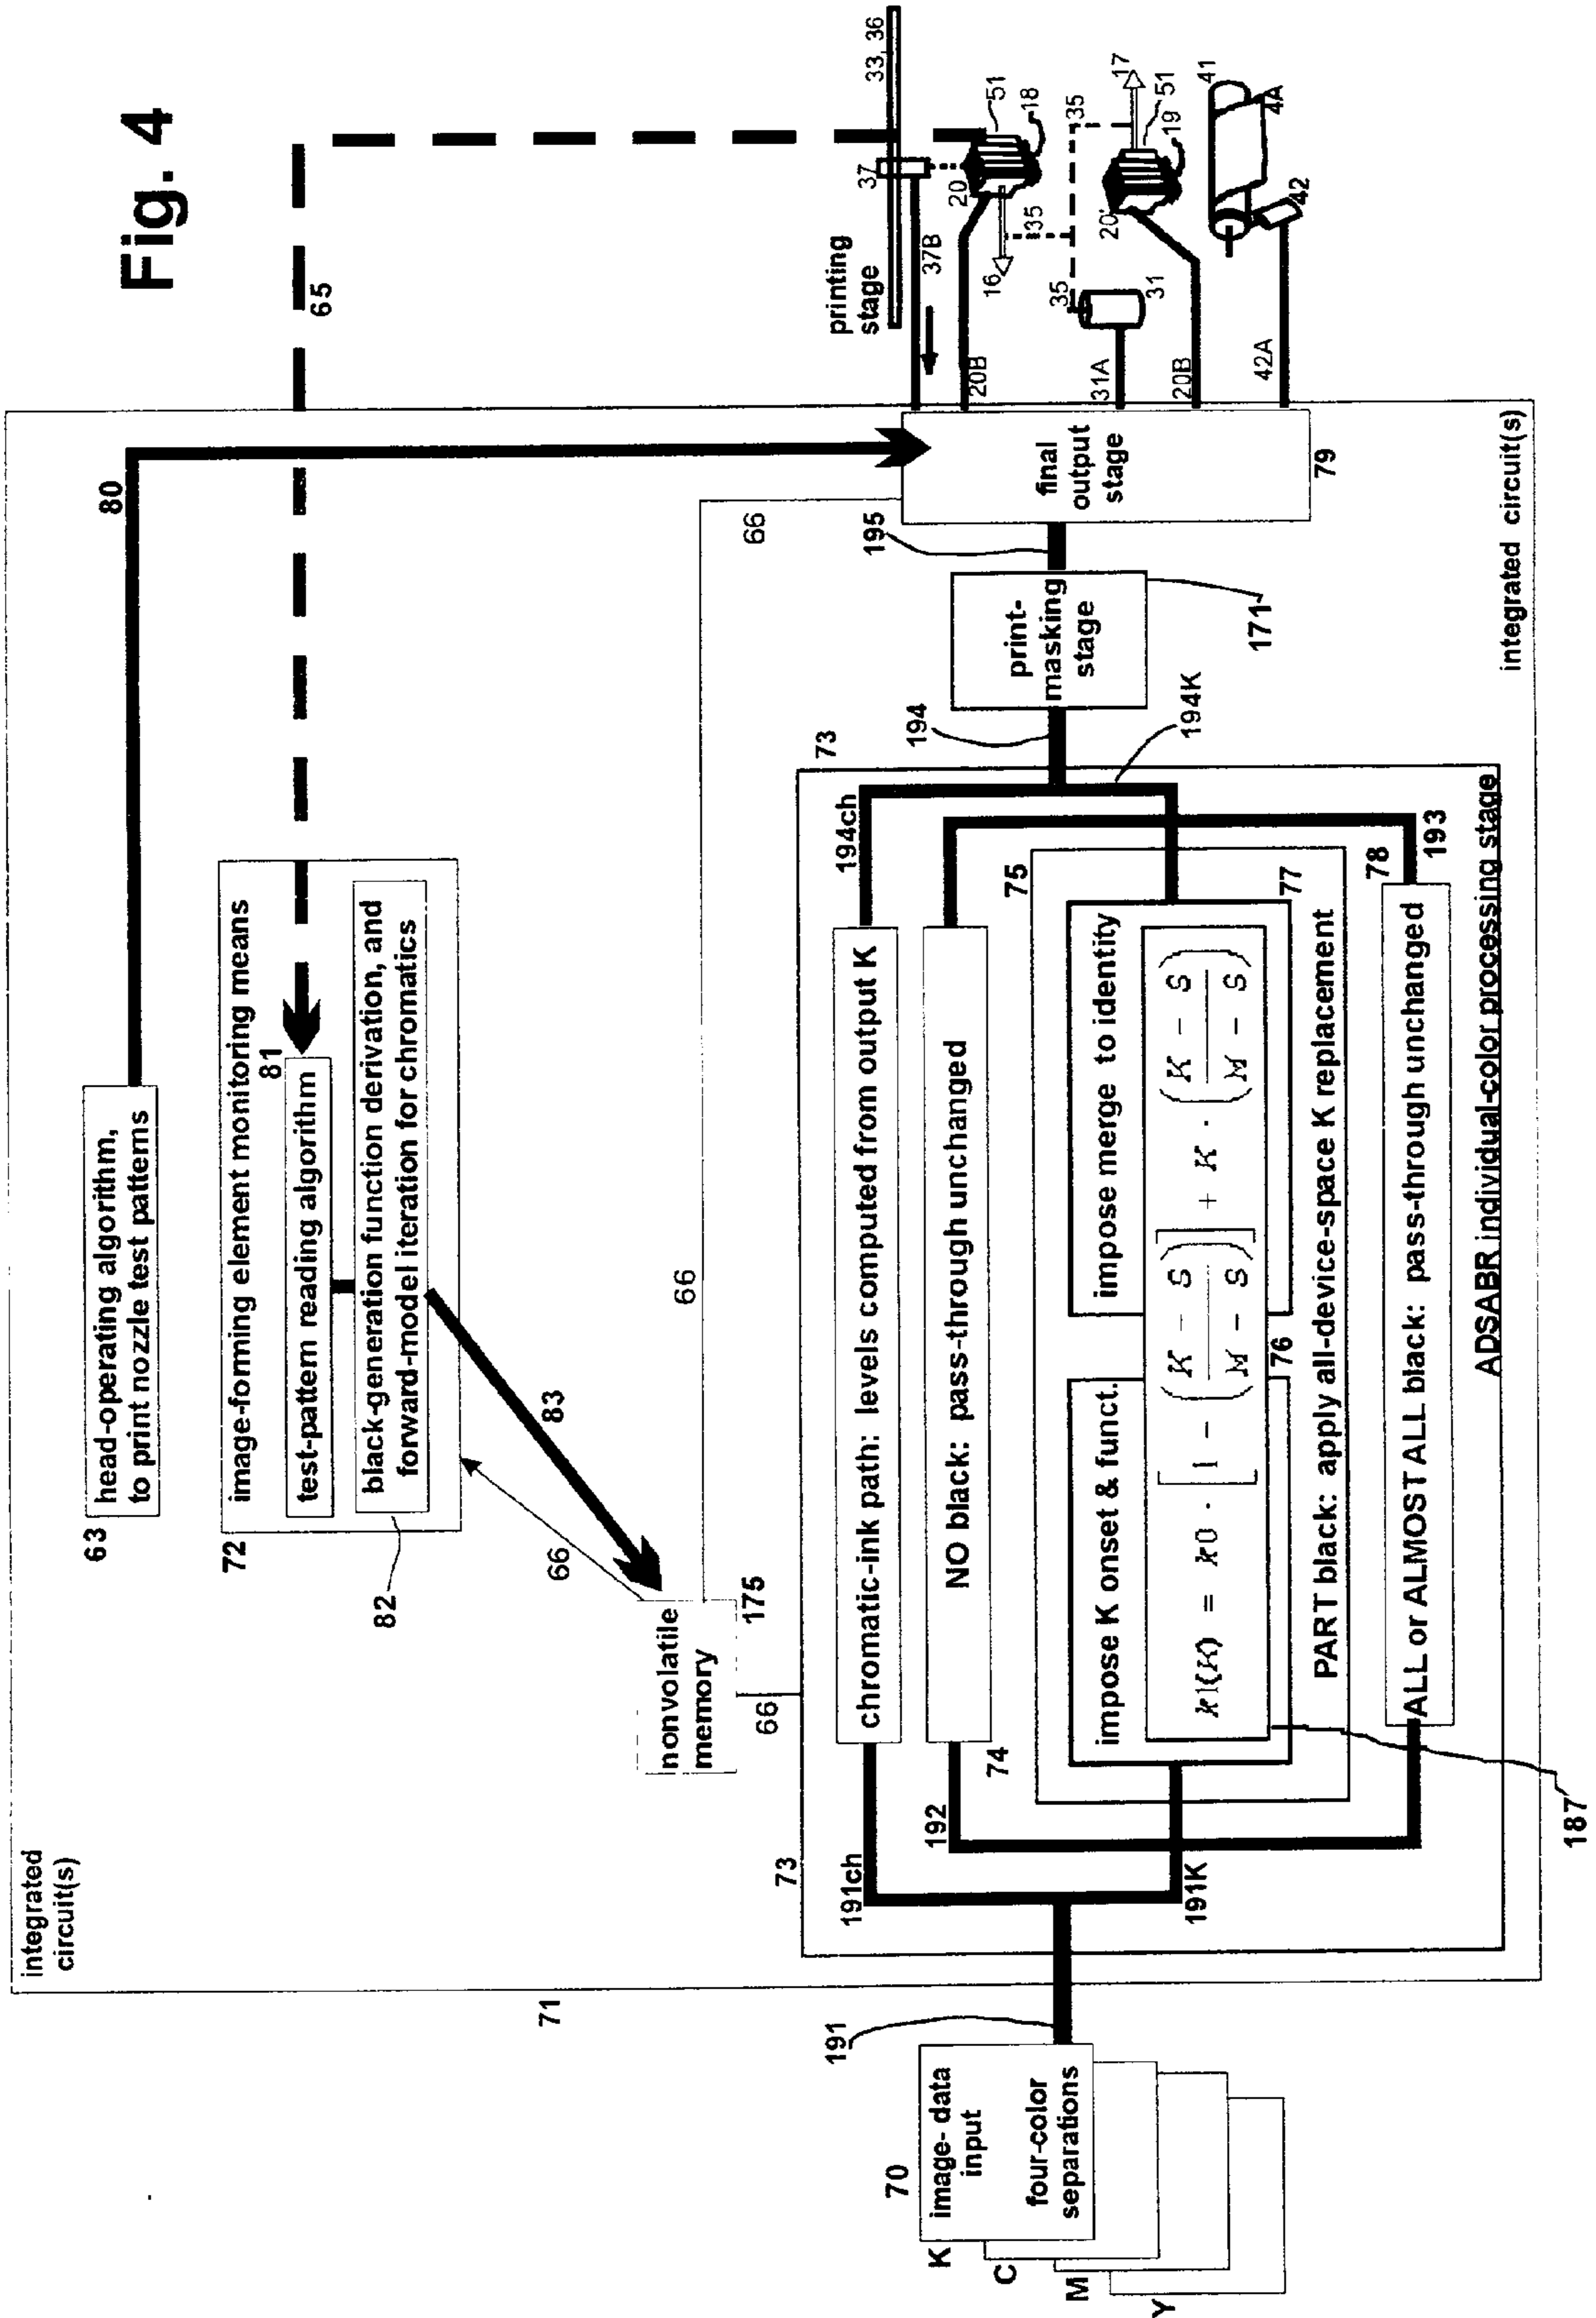 Fig. 4
integrated
circuit(s)
71
63
head-operating algorithm,
to print nozzle test patterns
80
65
72
image-forming element monitoring means
81
test-pattern reading algorithm
black-generation function derivation, and
forward-model iteration for chromatics
82
66
83
nonvolatile
memory
175
66
66
66
73
73
191ch
chromatic-ink path: levels computed from output K
194ch
192
NO black: pass-through unchanged
74
75
impose K onset & funct.
impose merge to identity
k1(K) = k0 · [1 − (K − S / M − S)] + K · (K − S / M − S)
76
77
PART black: apply all-device-space K replacement
191K
78
ALL or ALMOST ALL black: pass-through unchanged
193
ADSABR individual-color processing stage
187
70
K
image- data
input
four-color
separations
C
M
Y
191
194
194K
print-
masking
stage
171
195
final
output
stage
79
integrated circuit(s)
printing
stage
33, 36
37
37B
20
51
18
16
35
20B
35
35
31
31A
17
51
19
20'
20B
41
4A
42
42A